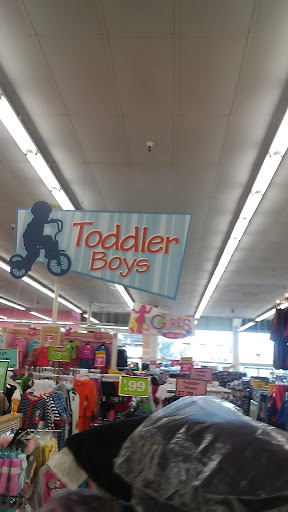 Toddler
Boys
GIRLS
.99